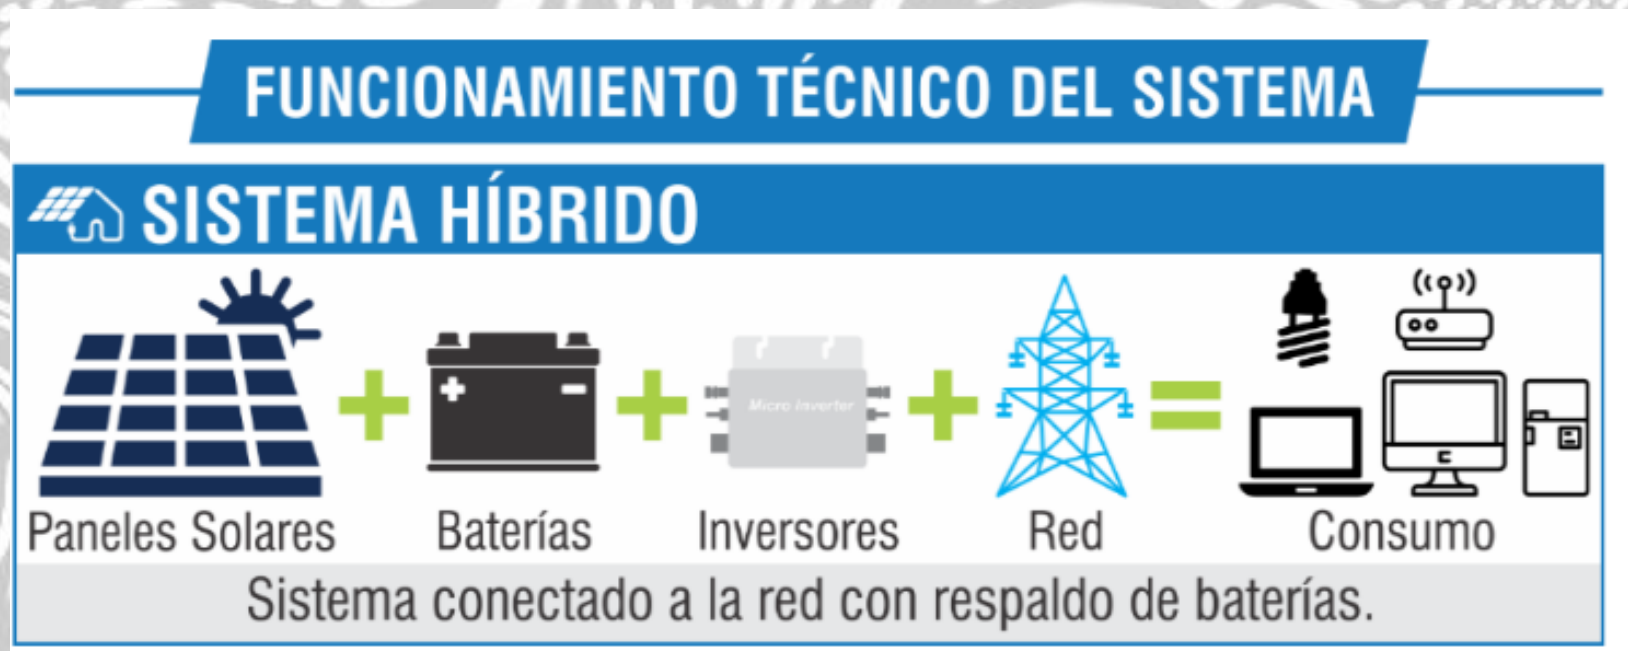 FUNCIONAMIENTO TÉCNICO DEL SISTEMA
SISTEMA HÍBRIDO
Micro Inverter
Paneles Solares
Baterías
Inversores
Red
Consumo
Sistema conectado a la red con respaldo de baterías.